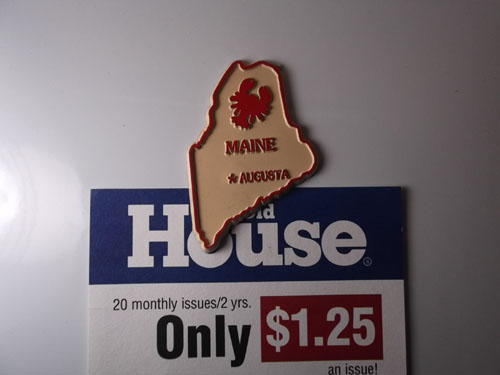 MAINE
AUGUSTA
House
20 monthly issues/2 yrs.
Only $1.25
an issue!